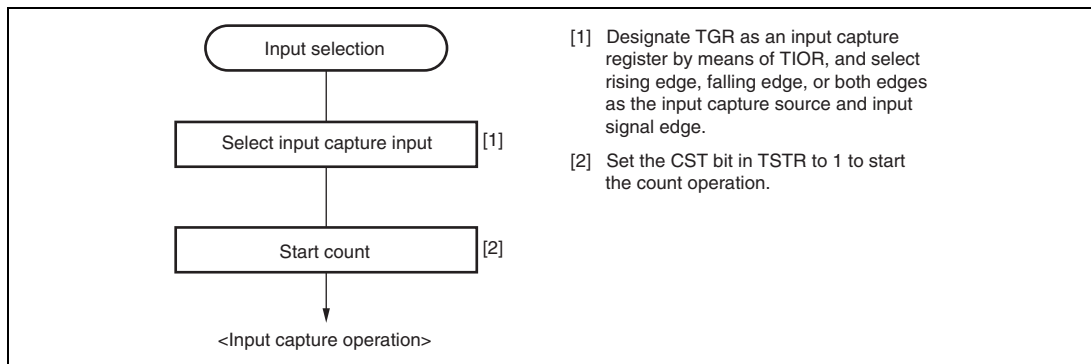 Input selection
Select input capture input
[1]
Start count
[2]
<Input capture operation>
[1] Designate TGR as an input capture
register by means of TIOR, and select
rising edge, falling edge, or both edges
as the input capture source and input
signal edge.
[2] Set the CST bit in TSTR to 1 to start
the count operation.